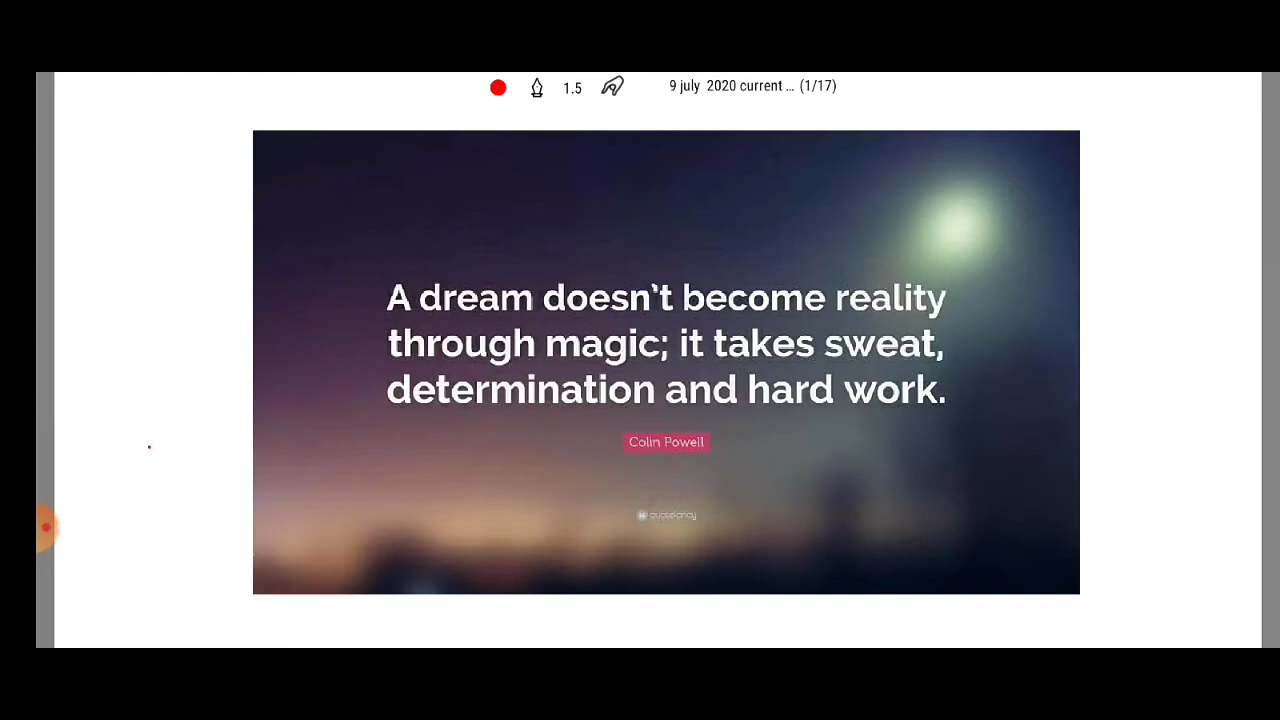 1.5 9 july 2020 current ... (1/17)
A dream doesn't become reality
through magic; it takes sweat,
determination and hard work.
Colin Powell
quotefancy